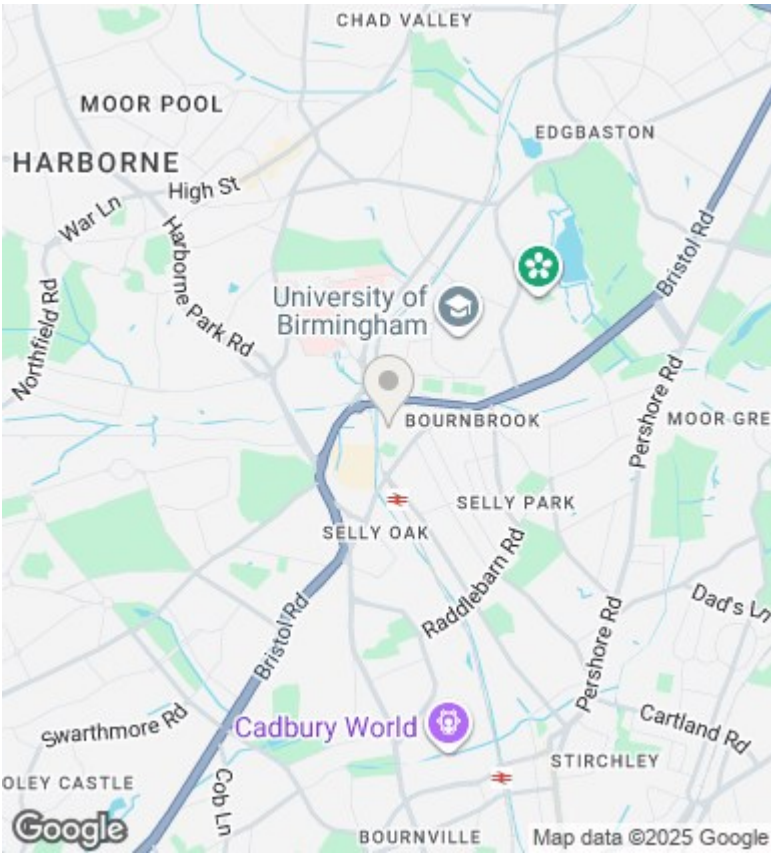 CHAD VALLEY
MOOR POOL
EDGBASTON
HARBORNE
High St
War Ln
Harborne Park Rd
Bristol Rd
Northfield Rd
University of
Birmingham
Pershore Rd
BOURNBROOK
MOOR GRE
SELLY PARK
SELLY OAK
Raddlebarn Rd
Dad's Ln
Bristol Rd
Pershore Rd
Swarthmore Rd
Cadbury World
Cartland Rd
STIRCHLEY
OLEY CASTLE
Cob Ln
Google
BOURNVILLE
Map data ©2025 Google